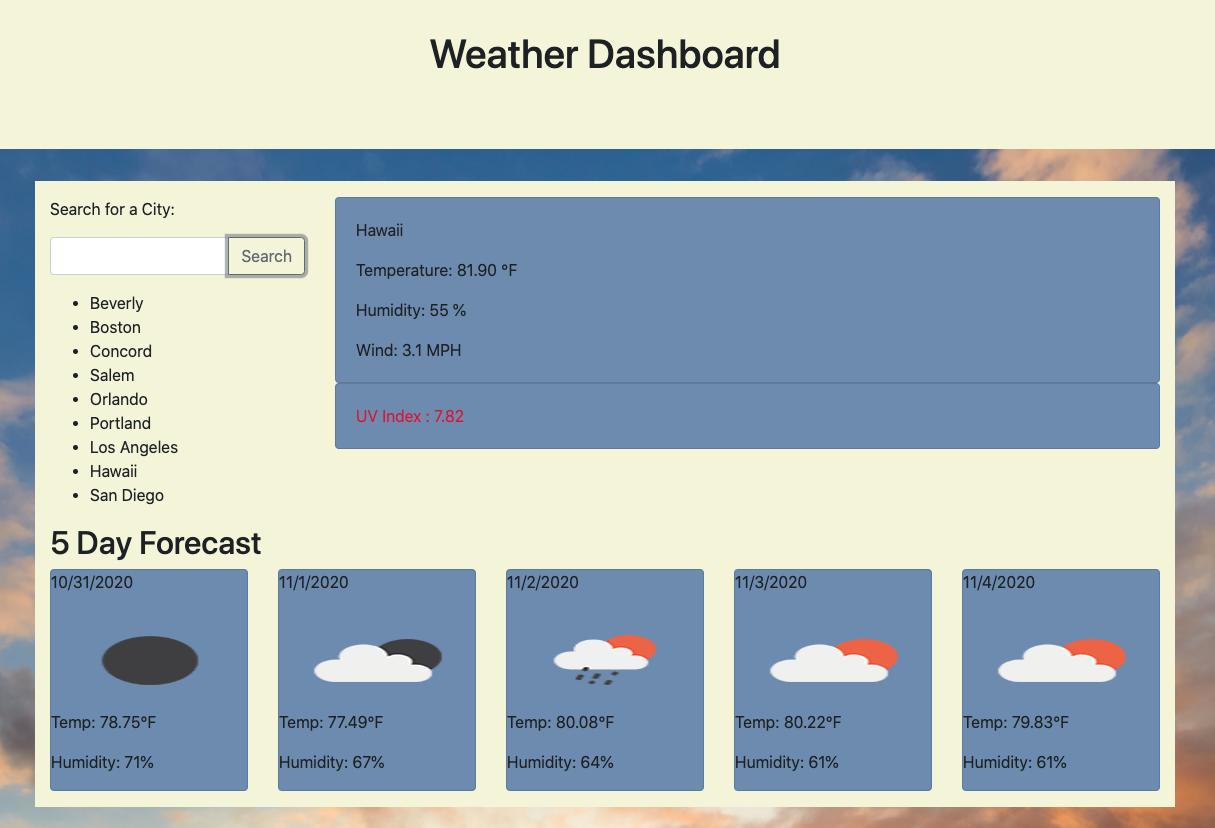 Weather Dashboard
Search for a City:
Search
Beverly
Boston
Concord
Salem
Orlando
Portland
Los Angeles
Hawaii
San Diego
Hawaii
Temperature: 81.90 °F
Humidity: 55 %
Wind: 3.1 MPH
UV Index : 7.82
5 Day Forecast
10/31/2020
Temp: 78.75°F
Humidity: 71%
11/1/2020
Temp: 77.49°F
Humidity: 67%
11/2/2020
Temp: 80.08°F
Humidity: 64%
11/3/2020
Temp: 80.22°F
Humidity: 61%
11/4/2020
Temp: 79.83°F
Humidity: 61%